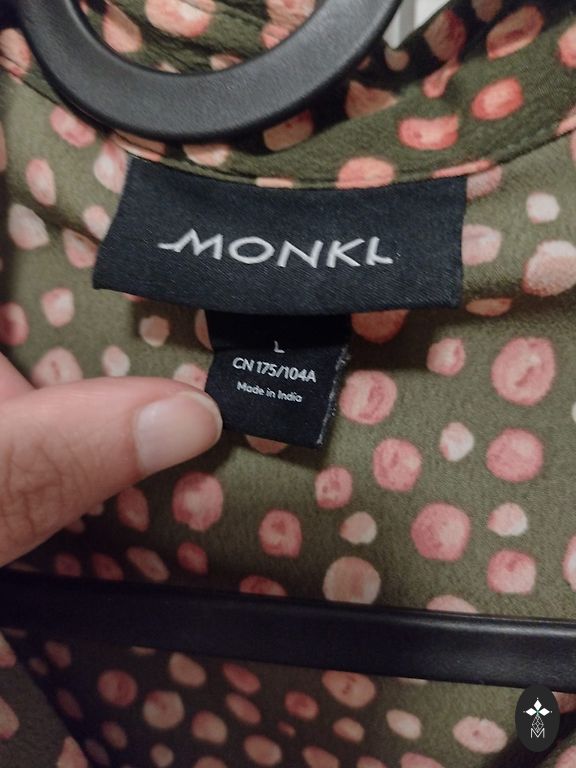 MONKI
L
CN 175/104A
Made in India